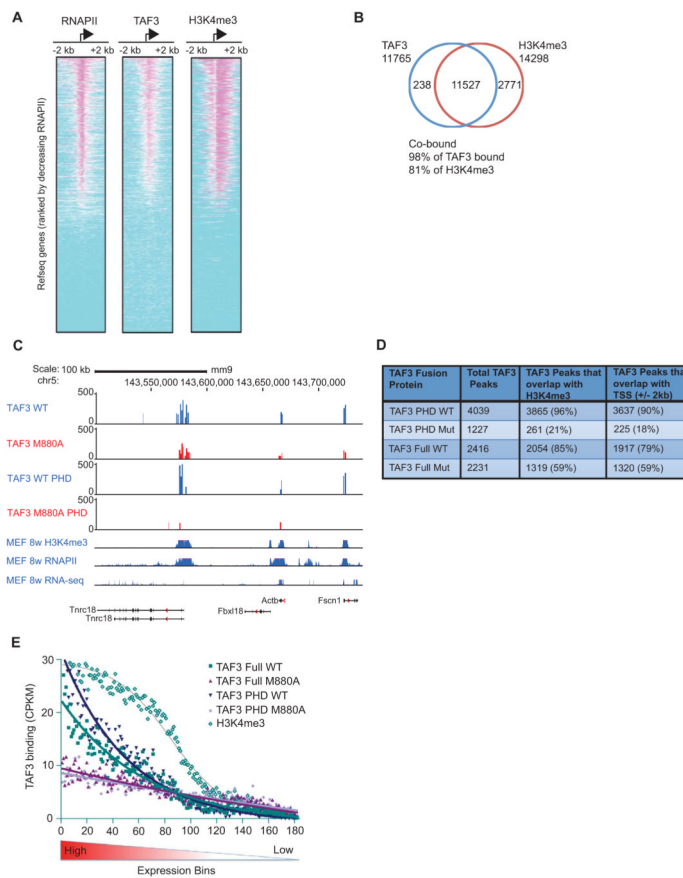 A
RNAPII TAF3 H3K4me3
-2 kb +2 kb -2 kb +2 kb -2 kb +2 kb
Refseq genes (ranked by decreasing RNAPII)
B
TAF3
11765
H3K4me3
14298
238 11527 2771
Co-bound
98% of TAF3 bound
81% of H3K4me3
C
Scale: 100 kb mm9
chr5: 143,550,000 143,600,000 143,650,000 143,700,000
500
TAF3 WT
0
500
TAF3 M880A
0
500
TAF3 WT PHD
0
500
TAF3 M880A PHD
0
MEF 8w H3K4me3
MEF 8w RNAPII
MEF 8w RNA-seq
Actb Fscn1
Tnrc18 Fbxl18
Tnrc18
D
TAF3 Fusion Protein | Total TAF3 Peaks | TAF3 Peaks that overlap with H3K4me3 | TAF3 Peaks that overlap with TSS (+/- 2kb)
TAF3 PHD WT 4039 3865 (96%) 3637 (90%)
TAF3 PHD Mut 1227 261 (21%) 225 (18%)
TAF3 Full WT 2416 2054 (85%) 1917 (79%)
TAF3 Full Mut 2231 1319 (59%) 1320 (59%)
E
TAF3 binding (CPKM)
30
20
10
0
TAF3 Full WT
TAF3 Full M880A
TAF3 PHD WT
TAF3 PHD M880A
H3K4me3
0 20 40 60 80 100 120 140 160 180
High Low
Expression Bins